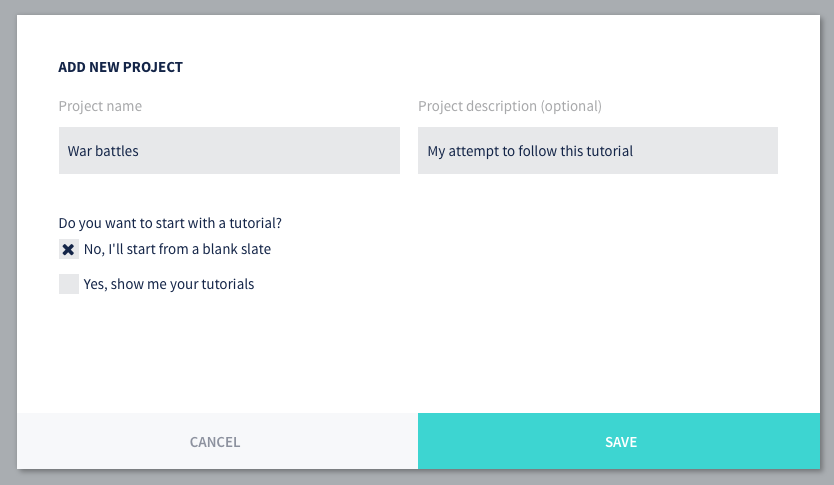 ADD NEW PROJECT
Project name
Project description (optional)
War battles
My attempt to follow this tutorial
Do you want to start with a tutorial?
No, I'll start from a blank slate
Yes, show me your tutorials
CANCEL
SAVE